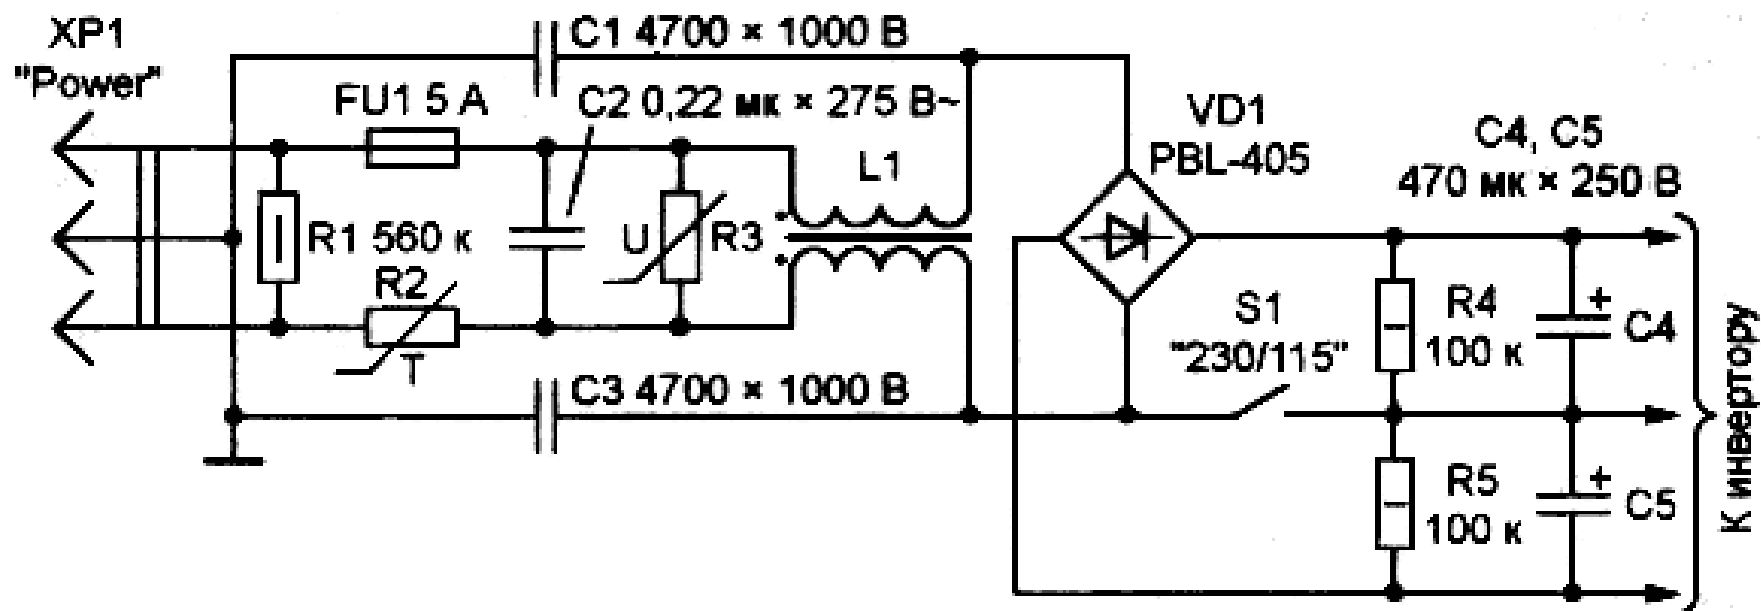 XP1
"Power"
C1 4700 × 1000 В
FU1 5 А
C2 0,22 мк × 275 В~
L1
VD1
PBL-405
C4, C5
470 мк × 250 В
R1 560 к
U
R3
R2
T
S1
"230/115"
R4
100 к
+
C4
C3 4700 × 1000 В
R5
100 к
+
C5
К инвертору